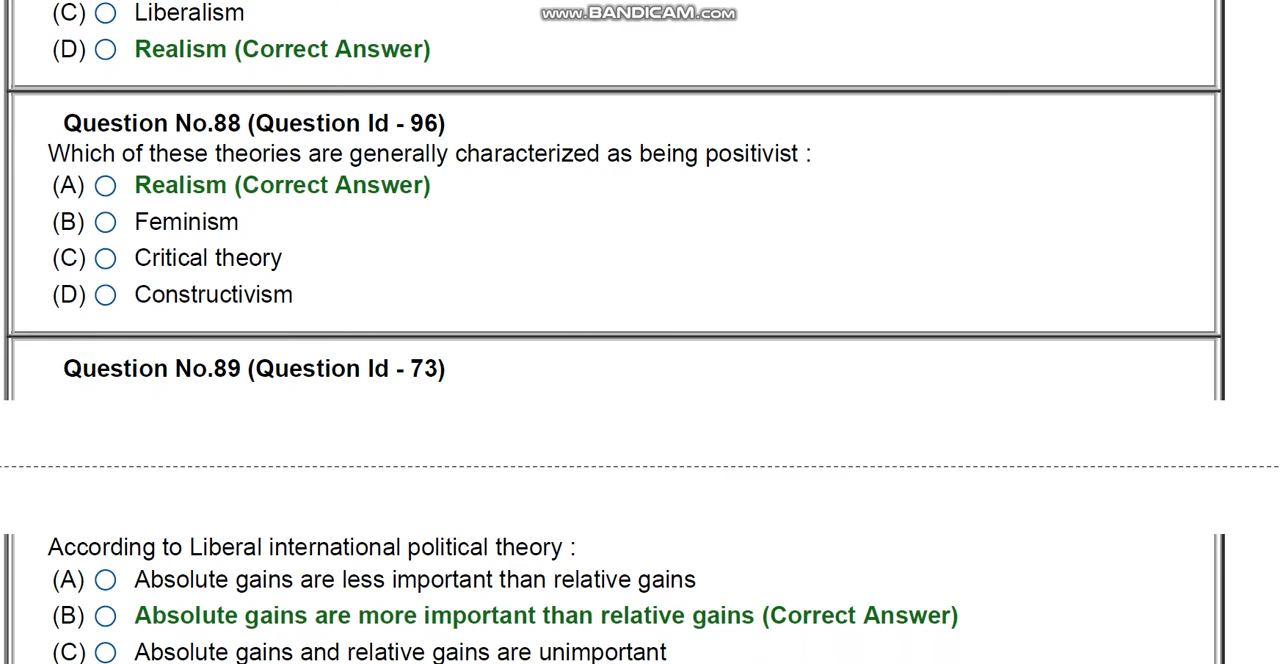 (C) Liberalism
www.BANDICAM.com
(D) Realism (Correct Answer)
Question No.88 (Question Id - 96)
Which of these theories are generally characterized as being positivist :
(A) Realism (Correct Answer)
(B) Feminism
(C) Critical theory
(D) Constructivism
Question No.89 (Question Id - 73)
According to Liberal international political theory :
(A) Absolute gains are less important than relative gains
(B) Absolute gains are more important than relative gains (Correct Answer)
(C) Absolute gains and relative gains are unimportant